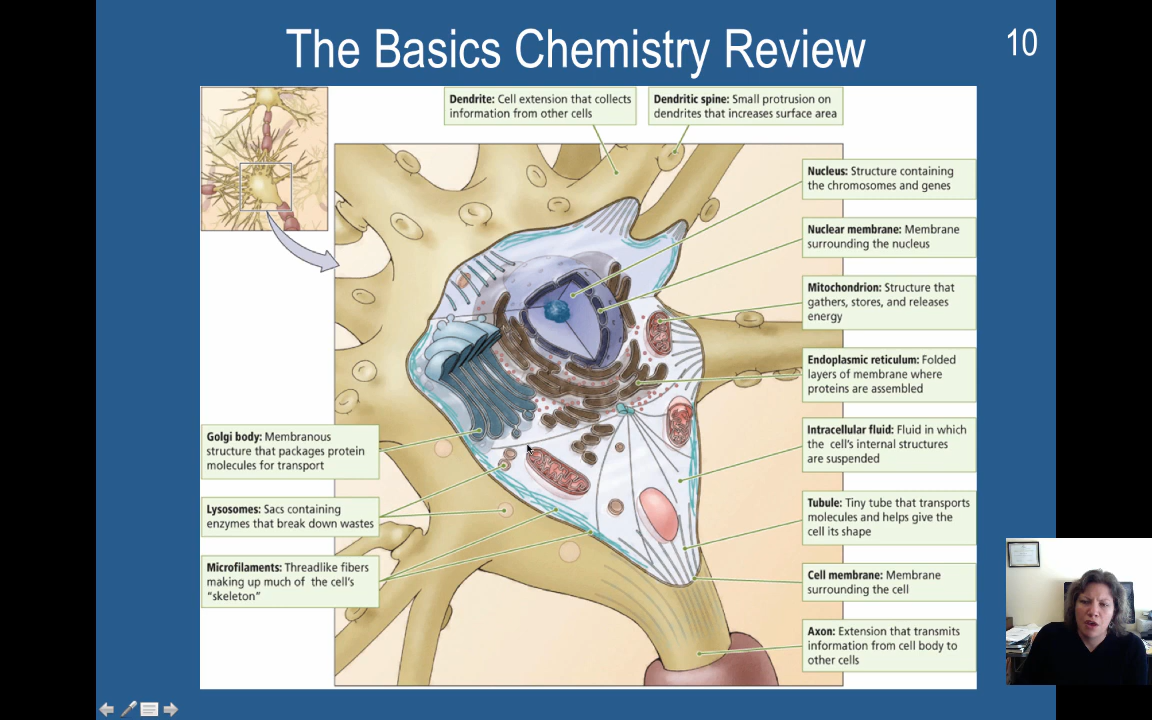 The Basics Chemistry Review
10
Dendrite: Cell extension that collects
information from other cells
Dendritic spine: Small protrusion on
dendrites that increases surface area
Nucleus: Structure containing
the chromosomes and genes
Nuclear membrane: Membrane
surrounding the nucleus
Mitochondrion: Structure that
gathers, stores, and releases
energy
Endoplasmic reticulum: Folded
layers of membrane where
proteins are assembled
Intracellular fluid: Fluid in which
the cell's internal structures
are suspended
Tubule: Tiny tube that transports
molecules and helps give the
cell its shape
Cell membrane: Membrane
surrounding the cell
Axon: Extension that transmits
information from cell body to
other cells
Golgi body: Membranous
structure that packages protein
molecules for transport
Lysosomes: Sacs containing
enzymes that break down wastes
Microfilaments: Threadlike fibers
making up much of the cell's
"skeleton"